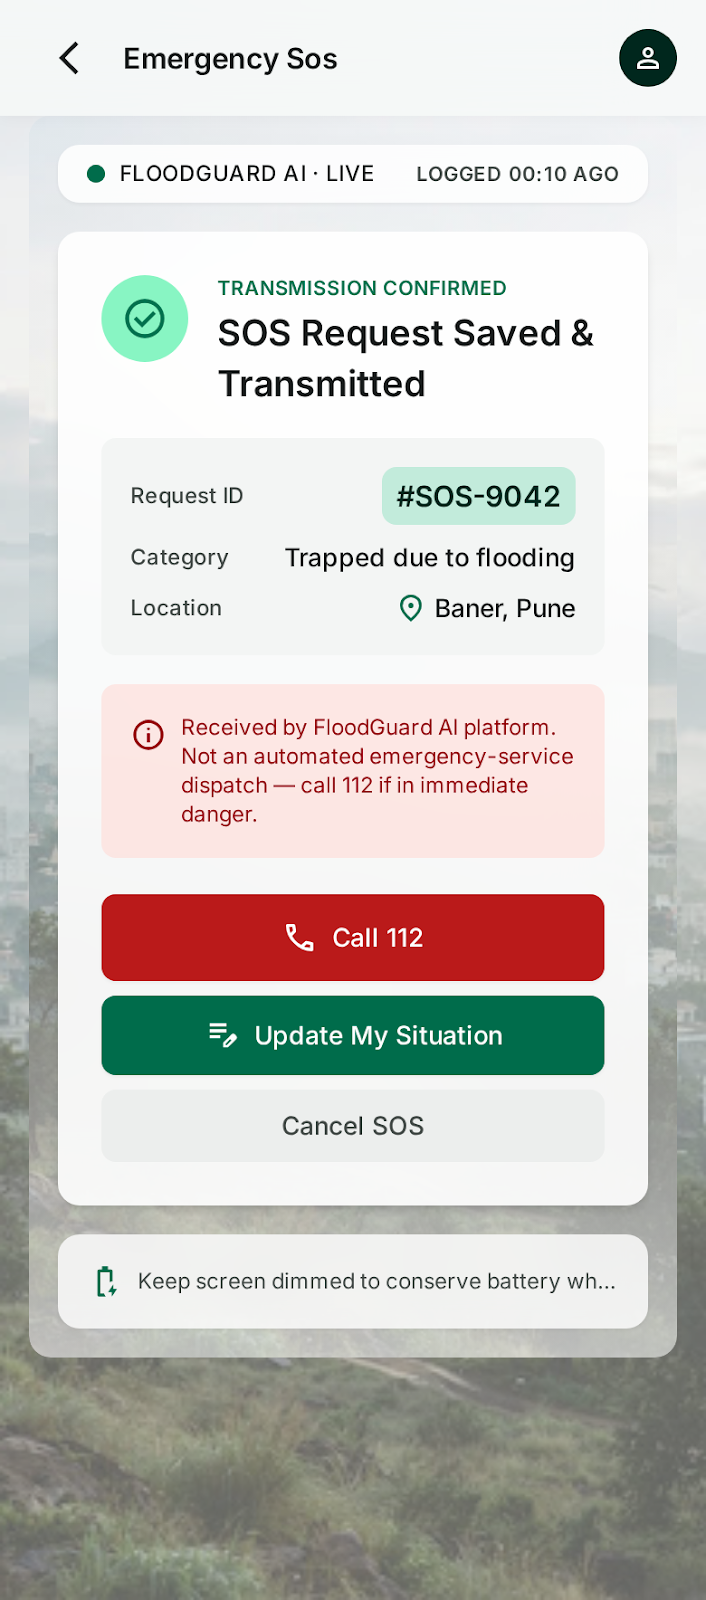 Emergency Sos
FLOODGUARD AI · LIVE
LOGGED 00:10 AGO
TRANSMISSION CONFIRMED
SOS Request Saved &
Transmitted
Request ID
#SOS-9042
Category
Trapped due to flooding
Location
Baner, Pune
Received by FloodGuard AI platform.
Not an automated emergency-service
dispatch — call 112 if in immediate
danger.
Call 112
Update My Situation
Cancel SOS
Keep screen dimmed to conserve battery wh...